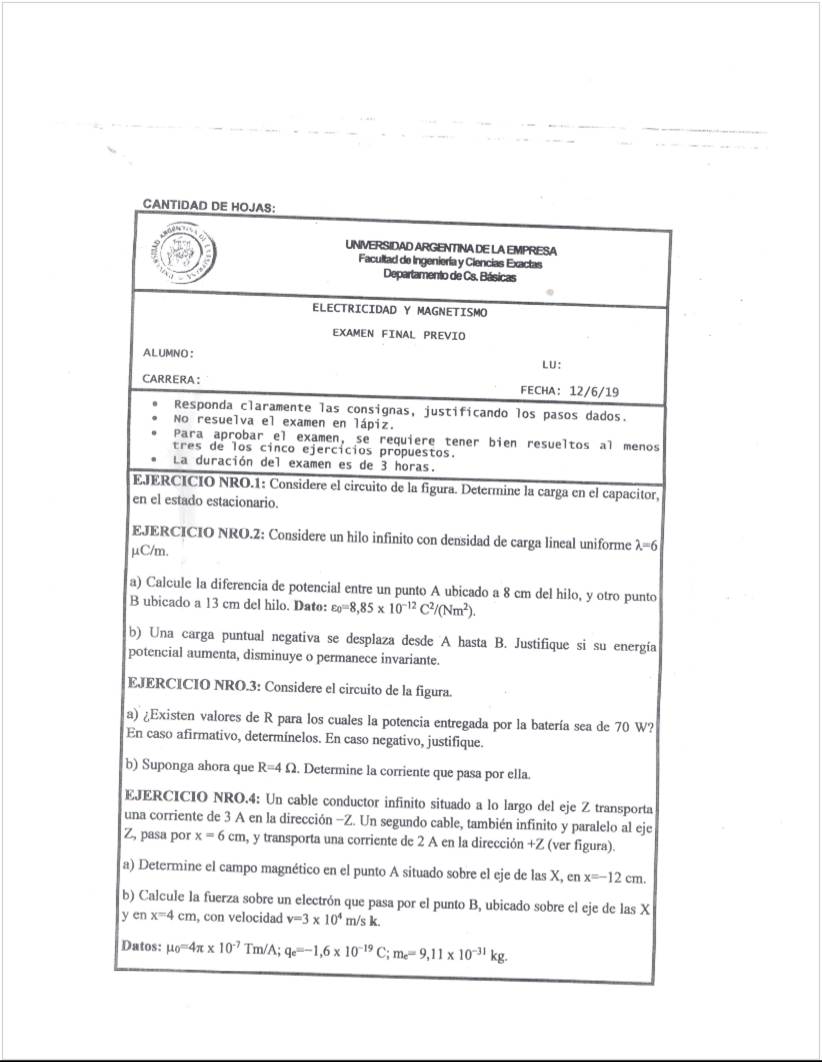 CANTIDAD DE HOJAS:
UNIVERSIDAD ARGENTINA DE LA EMPRESA
Facultad de Ingeniería y Ciencias Exactas
Departamento de Cs. Básicas
ELECTRICIDAD Y MAGNETISMO
EXAMEN FINAL PREVIO
ALUMNO:
LU:
CARRERA:
FECHA: 12/6/19
• Responda claramente las consignas, justificando los pasos dados.
• No resuelva el examen en lápiz.
• Para aprobar el examen, se requiere tener bien resueltos al menos
tres de los cinco ejercicios propuestos.
• La duración del examen es de 3 horas.
EJERCICIO NRO.1: Considere el circuito de la figura. Determine la carga en el capacitor,
en el estado estacionario.
EJERCICIO NRO.2: Considere un hilo infinito con densidad de carga lineal uniforme λ=6
μC/m.
a) Calcule la diferencia de potencial entre un punto A ubicado a 8 cm del hilo, y otro punto
B ubicado a 13 cm del hilo. Dato: ε₀=8,85 x 10⁻¹² C²/(Nm²).
b) Una carga puntual negativa se desplaza desde A hasta B. Justifique si su energía
potencial aumenta, disminuye o permanece invariante.
EJERCICIO NRO.3: Considere el circuito de la figura.
a) ¿Existen valores de R para los cuales la potencia entregada por la batería sea de 70 W?
En caso afirmativo, determínelos. En caso negativo, justifique.
b) Suponga ahora que R=4 Ω. Determine la corriente que pasa por ella.
EJERCICIO NRO.4: Un cable conductor infinito situado a lo largo del eje Z transporta
una corriente de 3 A en la dirección −Z. Un segundo cable, también infinito y paralelo al eje
Z, pasa por x = 6 cm, y transporta una corriente de 2 A en la dirección +Z (ver figura).
a) Determine el campo magnético en el punto A situado sobre el eje de las X, en x=−12 cm.
b) Calcule la fuerza sobre un electrón que pasa por el punto B, ubicado sobre el eje de las X
y en x=4 cm, con velocidad v=3 x 10⁴ m/s k.
Datos: μ₀=4π x 10⁻⁷ Tm/A; qₑ=−1,6 x 10⁻¹⁹ C; mₑ= 9,11 x 10⁻³¹ kg.